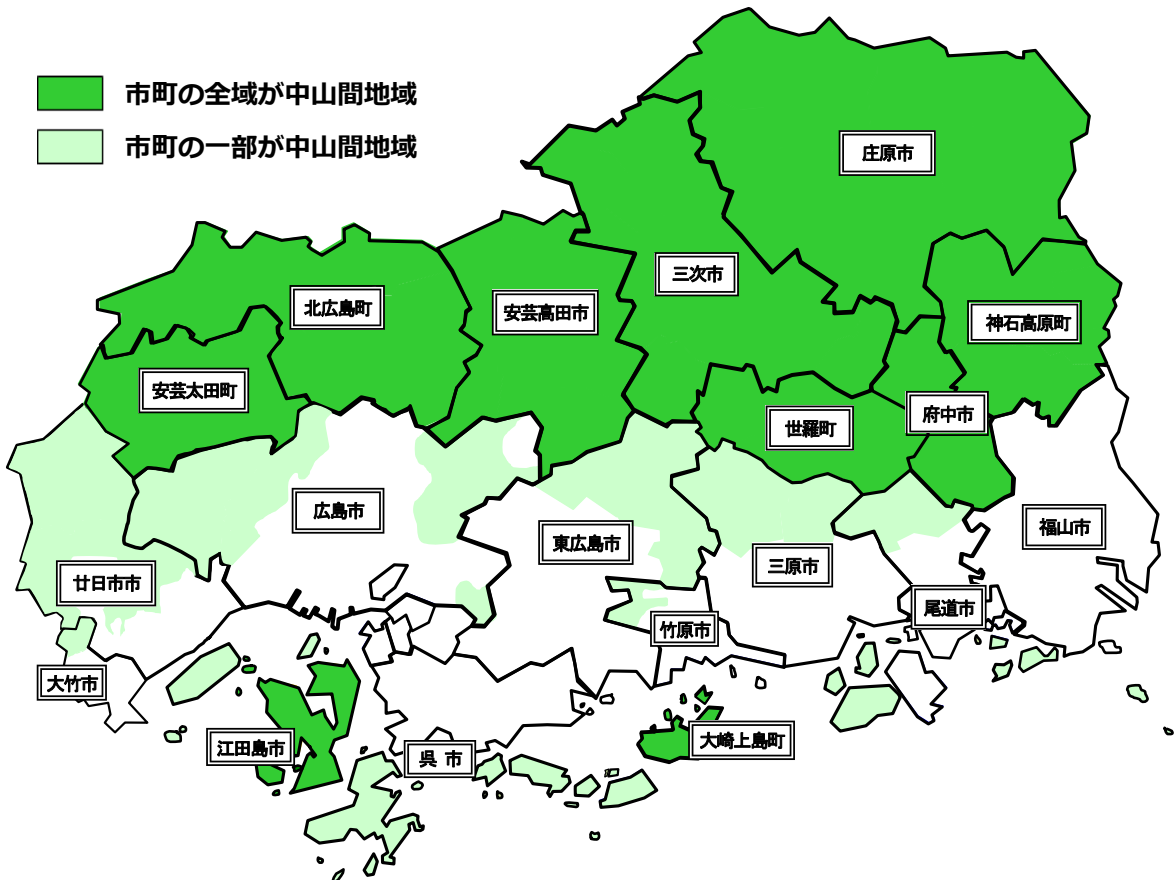 市町の全域が中山間地域
市町の一部が中山間地域
庄原市
三次市
北広島町
安芸高田市
神石高原町
安芸太田町
世羅町
府中市
広島市
東広島市
三原市
福山市
廿日市市
竹原市
尾道市
大竹市
江田島市
呉 市
大崎上島町